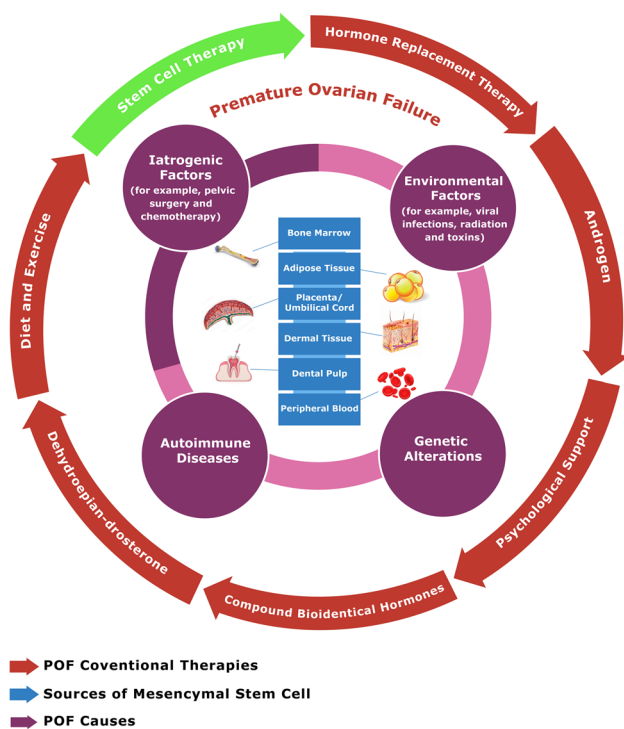 Stem Cell Therapy
Hormone Replacement Therapy
Androgen
Psychological Support
Compound Bioidentical Hormones
Dehydroepian-drosterone
Diet and Exercise
Premature Ovarian Failure
Iatrogenic
Factors
(for example, pelvic
surgery and
chemotherapy)
Environmental
Factors
(for example, viral
infections, radiation
and toxins)
Bone Marrow
Adipose Tissue
Placenta/
Umbilical Cord
Dermal Tissue
Dental Pulp
Peripheral Blood
Autoimmune
Diseases
Genetic
Alterations
POF Coventional Therapies
Sources of Mesencymal Stem Cell
POF Causes